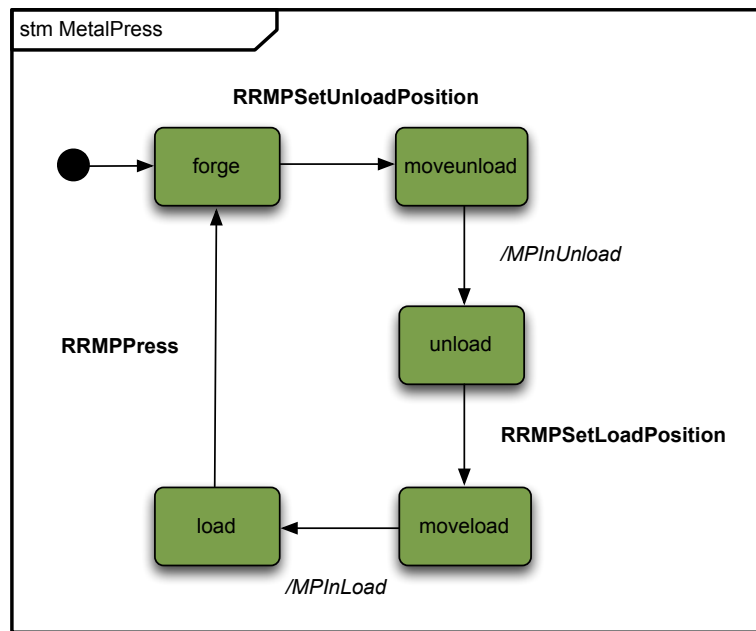 stm MetalPress
RRMPSetUnloadPosition
forge
moveunload
/MPInUnload
unload
RRMPPress
RRMPSetLoadPosition
load
moveload
/MPInLoad